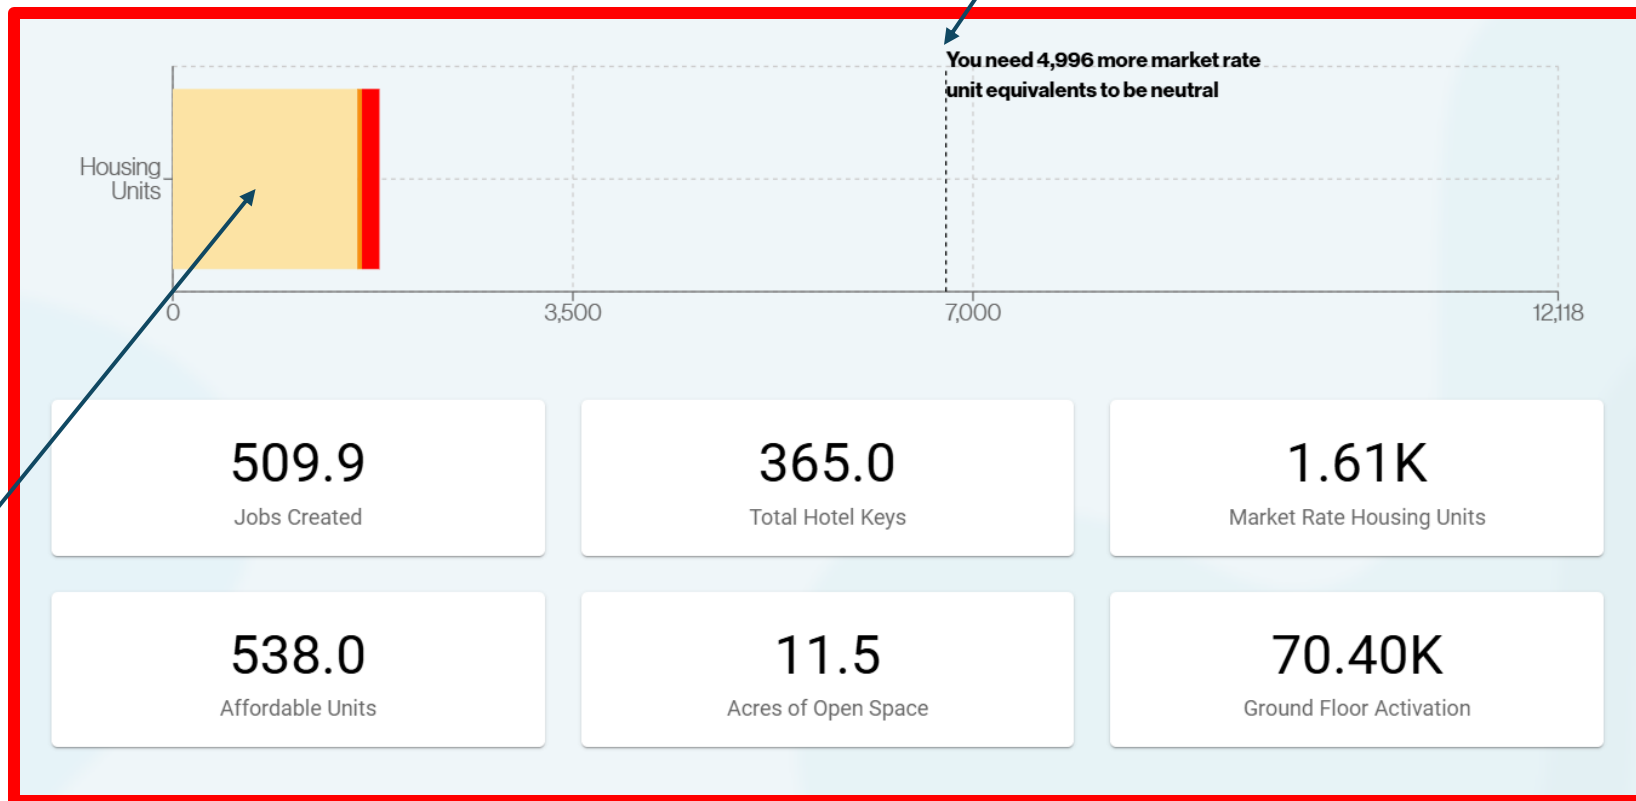 You need 4,996 more market rate
unit equivalents to be neutral
Housing
Units
0
3,500
7,000
12,118
509.9
Jobs Created
365.0
Total Hotel Keys
1.61K
Market Rate Housing Units
538.0
Affordable Units
11.5
Acres of Open Space
70.40K
Ground Floor Activation